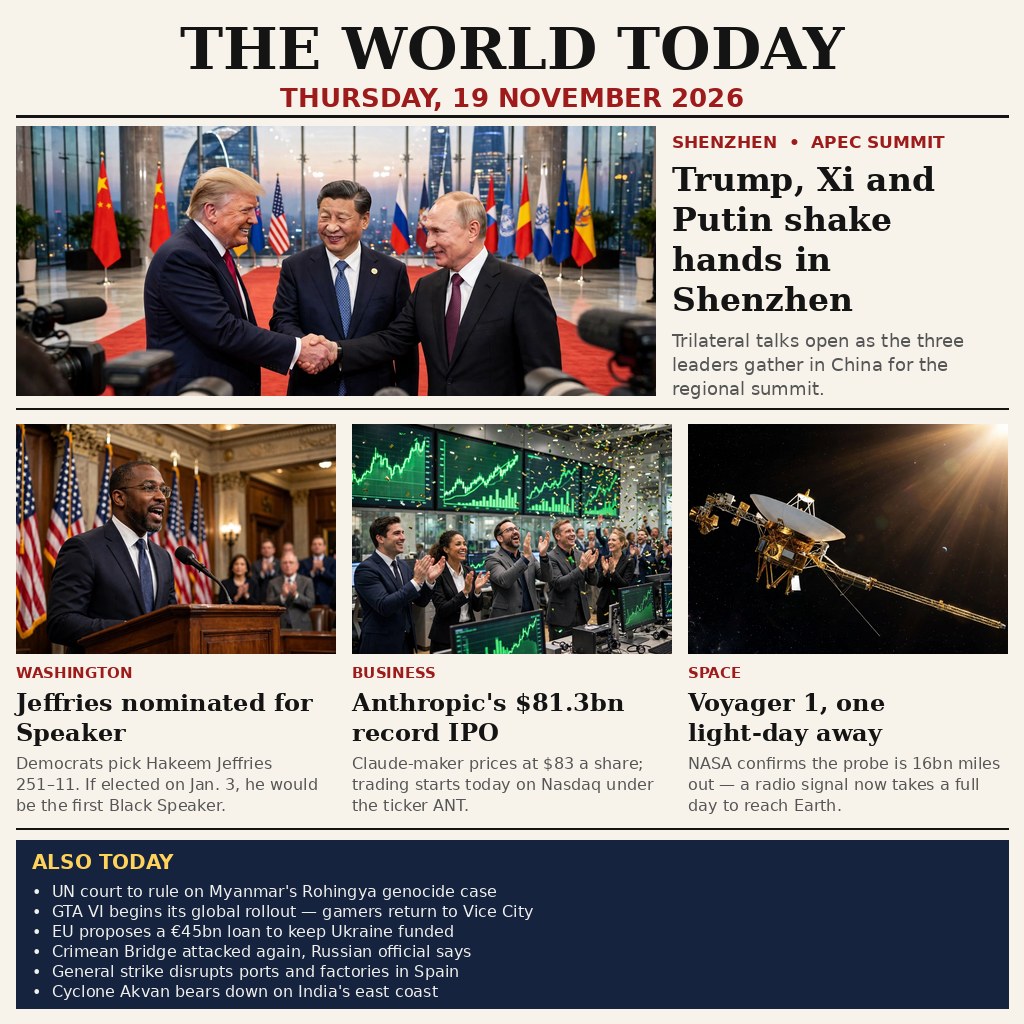 THE WORLD TODAY
THURSDAY, 19 NOVEMBER 2026
SHENZHEN • APEC SUMMIT
Trump, Xi and
Putin shake
hands in
Shenzhen
Trilateral talks open as the three
leaders gather in China for the
regional summit.
WASHINGTON
Jeffries nominated for
Speaker
Democrats pick Hakeem Jeffries
251–11. If elected on Jan. 3, he would
be the first Black Speaker.
BUSINESS
Anthropic's $81.3bn
record IPO
Claude-maker prices at $83 a share;
trading starts today on Nasdaq under
the ticker ANT.
SPACE
Voyager 1, one
light-day away
NASA confirms the probe is 16bn miles
out — a radio signal now takes a full
day to reach Earth.
ALSO TODAY
• UN court to rule on Myanmar's Rohingya genocide case
• GTA VI begins its global rollout — gamers return to Vice City
• EU proposes a €45bn loan to keep Ukraine funded
• Crimean Bridge attacked again, Russian official says
• General strike disrupts ports and factories in Spain
• Cyclone Akvan bears down on India's east coast